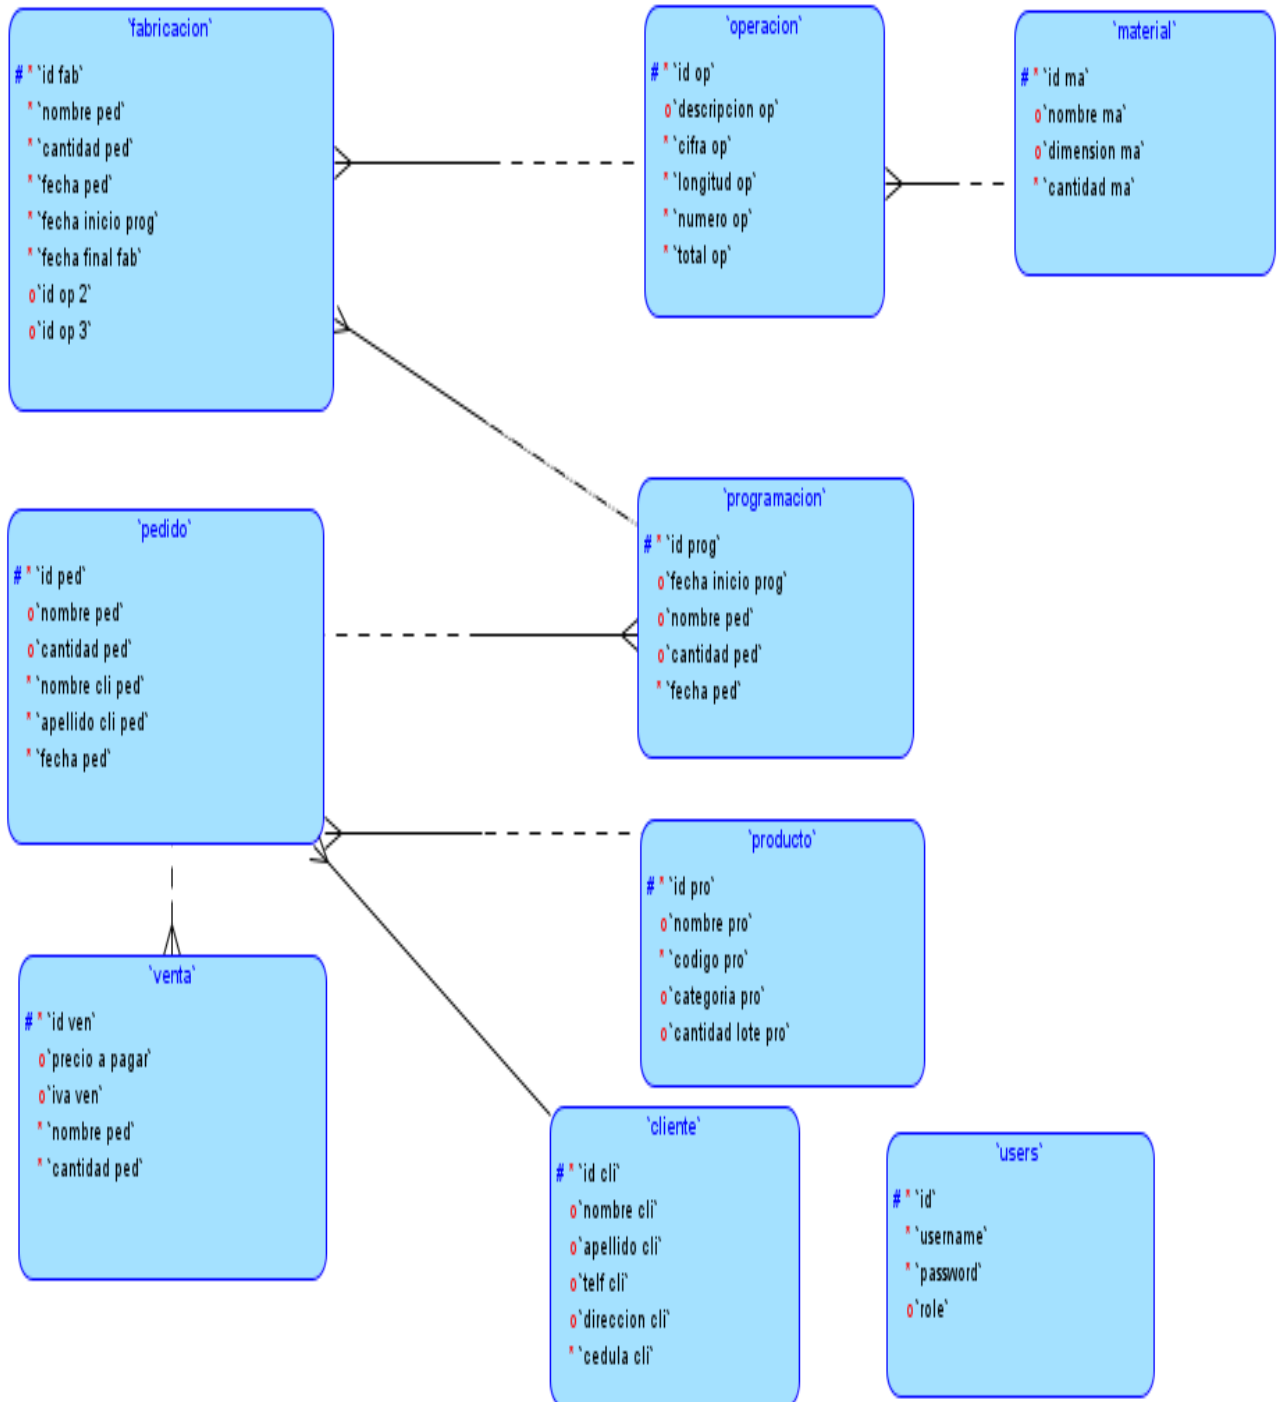 `fabricacion`
# * `id fab`
* `nombre ped`
* `cantidad ped`
* `fecha ped`
* `fecha inicio prog`
* `fecha final fab`
o `id op 2`
o `id op 3`
`operacion`
# * `id op`
o `descripcion op`
* `cifra op`
* `longitud op`
* `numero op`
* `total op`
`material`
# * `id ma`
o `nombre ma`
o `dimension ma`
* `cantidad ma`
`pedido`
# * `id ped`
o `nombre ped`
o `cantidad ped`
* `nombre cli ped`
* `apellido cli ped`
* `fecha ped`
`programacion`
# * `id prog`
o `fecha inicio prog`
o `nombre ped`
o `cantidad ped`
* `fecha ped`
`producto`
# * `id pro`
o `nombre pro`
* `codigo pro`
o `categoria pro`
o `cantidad lote pro`
`venta`
# * `id ven`
o `precio a pagar`
o `iva ven`
* `nombre ped`
* `cantidad ped`
`cliente`
# * `id cli`
o `nombre cli`
o `apellido cli`
o `telf cli`
o `direccion cli`
* `cedula cli`
`users`
# * `id`
* `username`
* `password`
o `role`